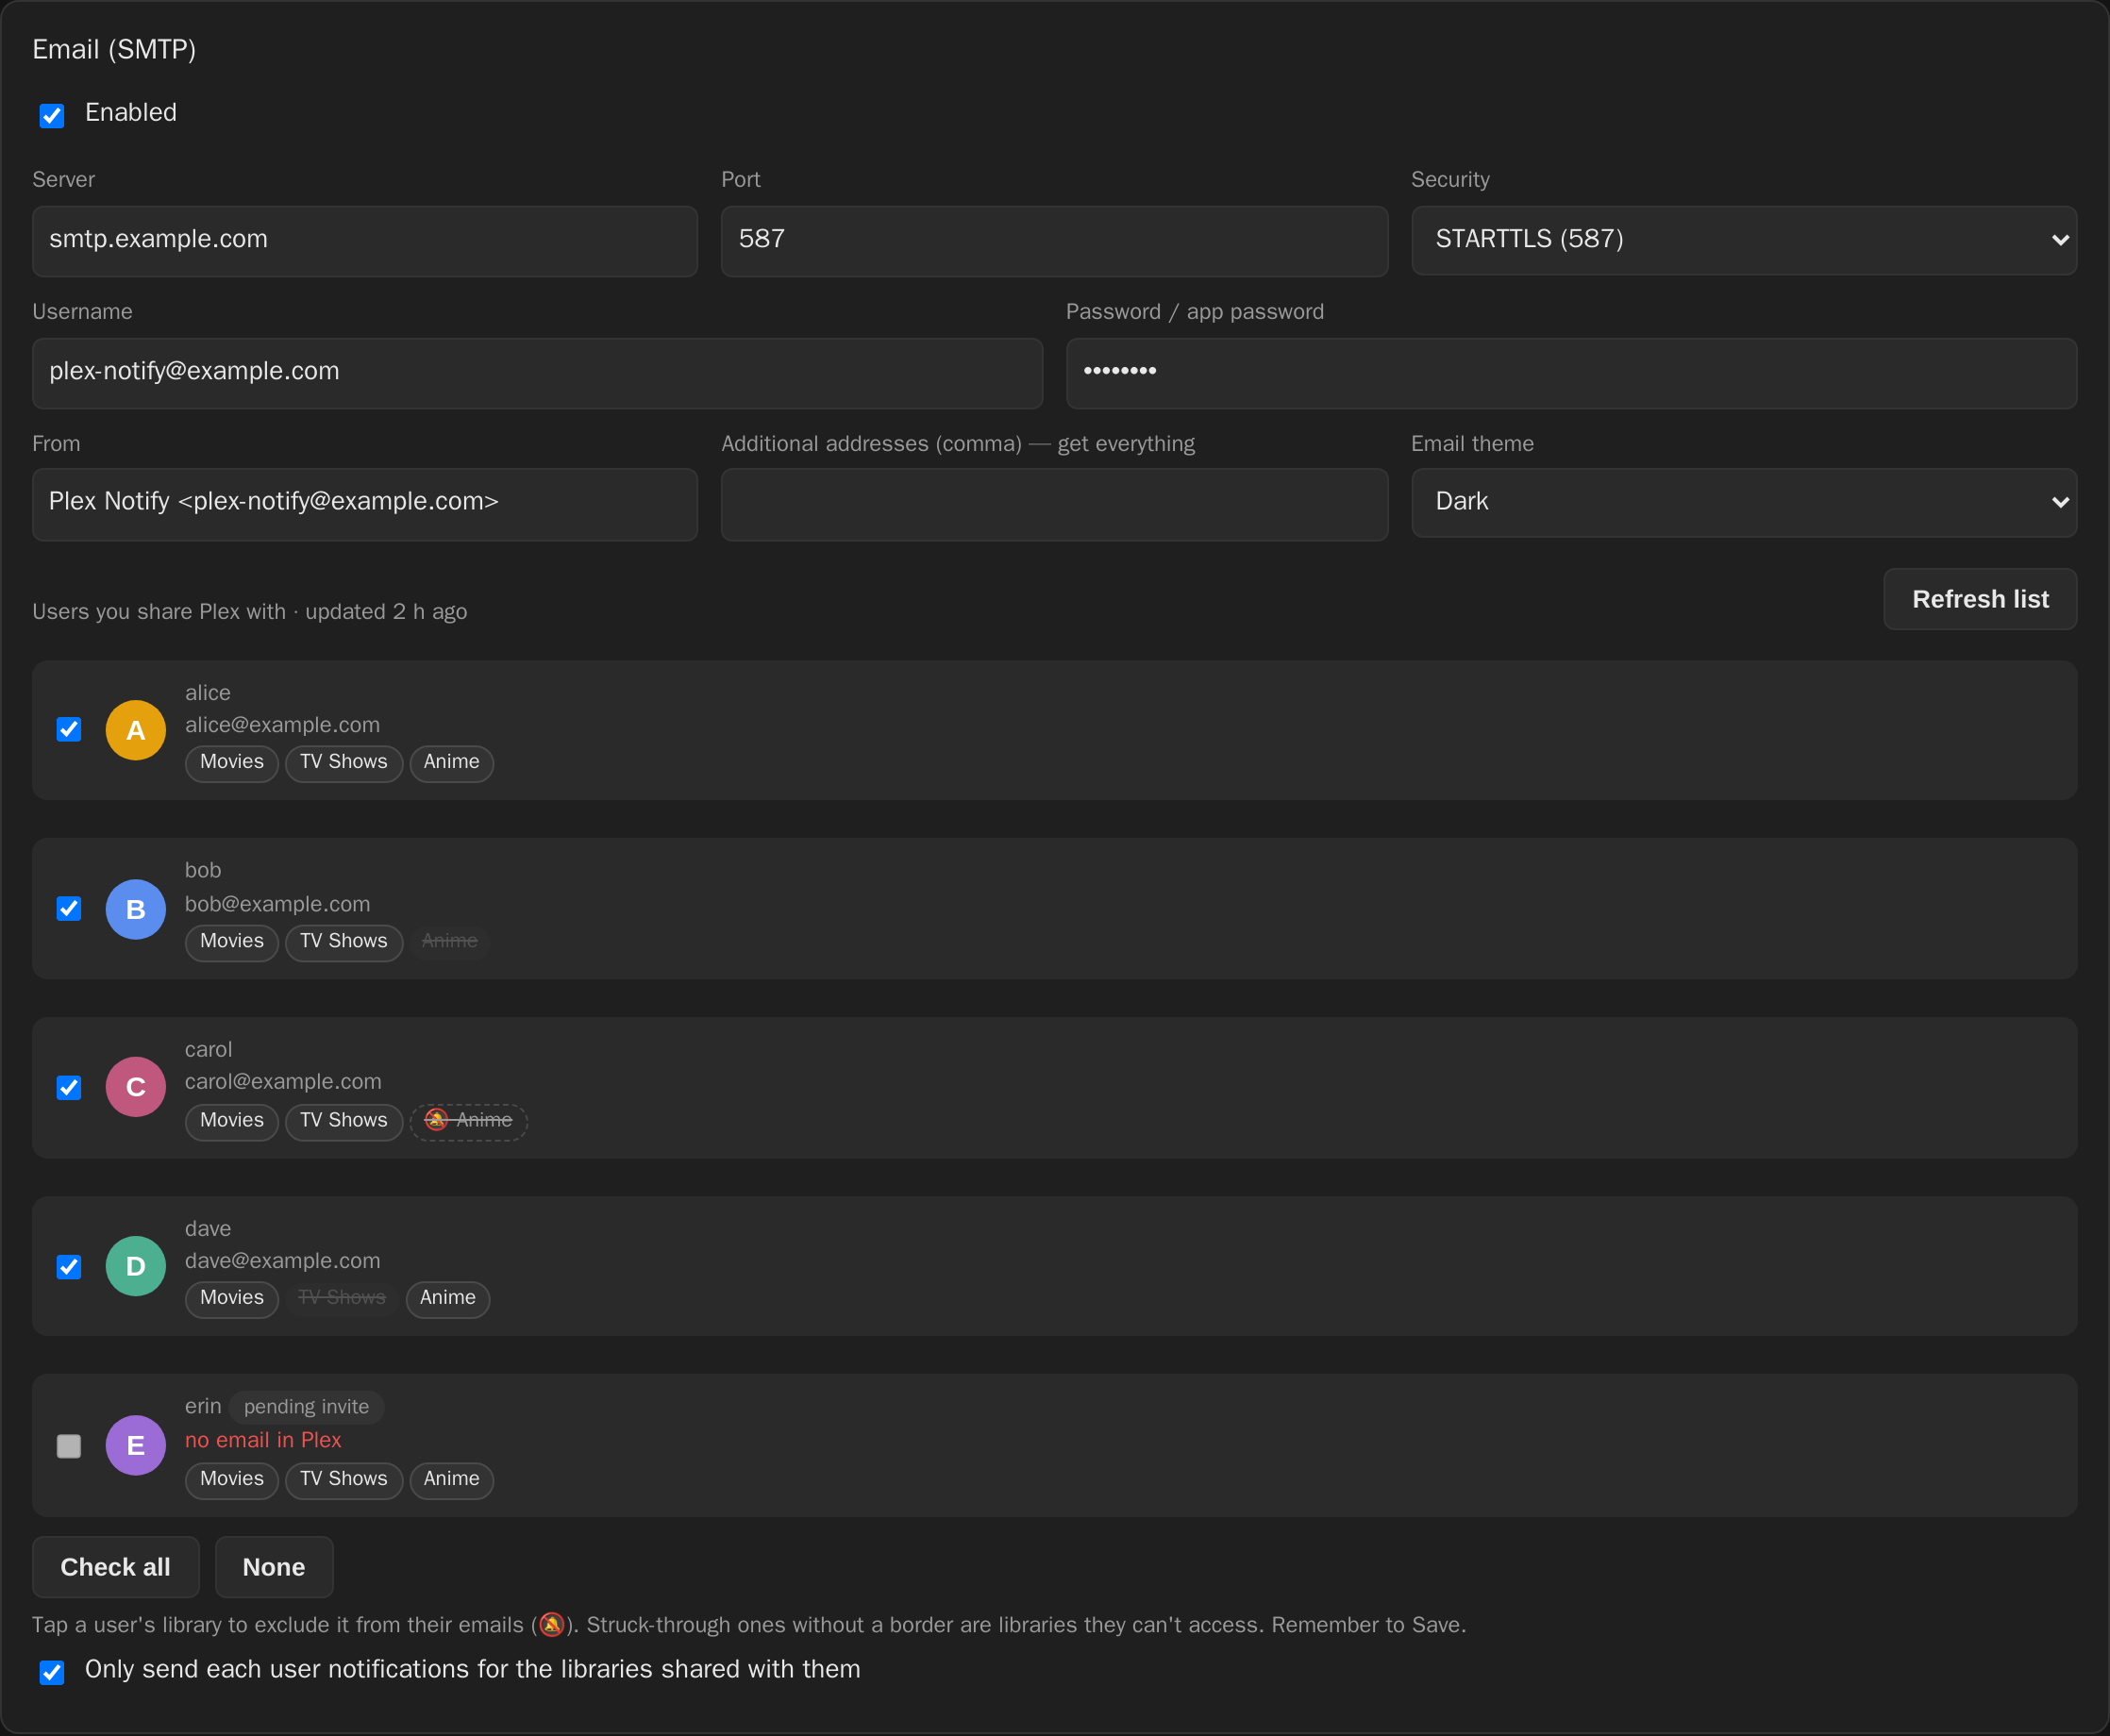 Email (SMTP)
Enabled
Server Port Security
smtp.example.com 587 STARTTLS (587)
Username Password / app password
plex-notify@example.com ••••••••
From Additional addresses (comma) — get everything Email theme
Plex Notify <plex-notify@example.com> Dark
Users you share Plex with · updated 2 h ago Refresh list
alice
A alice@example.com
Movies TV Shows Anime
bob
B bob@example.com
Movies TV Shows Anime
carol
C carol@example.com
Movies TV Shows 🔕 Anime
dave
D dave@example.com
Movies TV Shows Anime
erin pending invite
E no email in Plex
Movies TV Shows Anime
Check all None
Tap a user's library to exclude it from their emails (🔕). Struck-through ones without a border are libraries they can't access. Remember to Save.
Only send each user notifications for the libraries shared with them